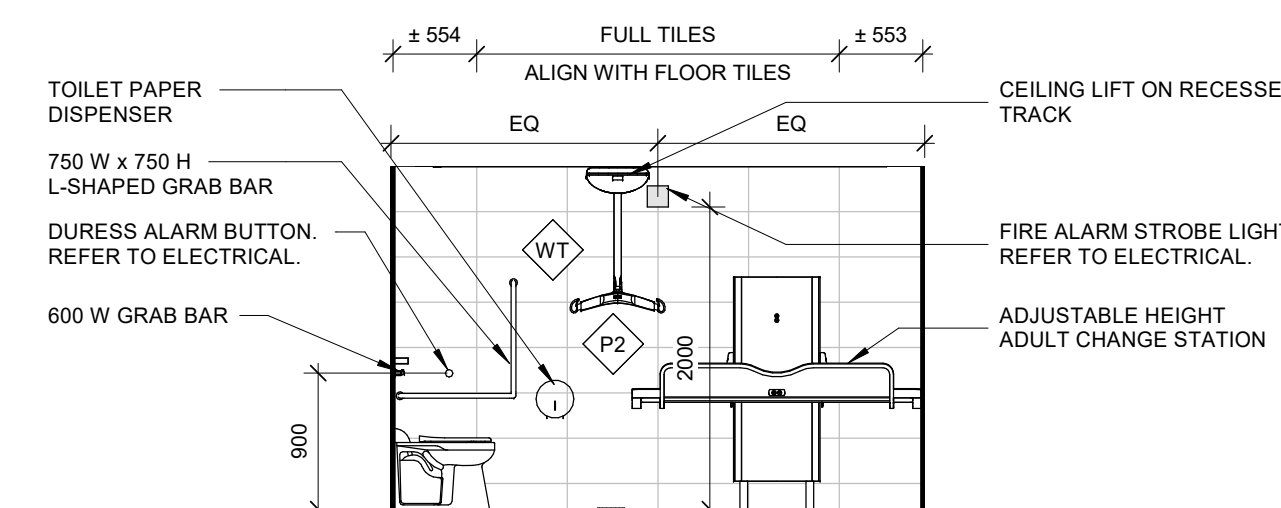 ± 554
FULL TILES
± 553
ALIGN WITH FLOOR TILES
TOILET PAPER
DISPENSER
CEILING LIFT ON RECESSE
TRACK
EQ
EQ
750 W x 750 H
L-SHAPED GRAB BAR
DURESS ALARM BUTTON.
REFER TO ELECTRICAL.
WT
FIRE ALARM STROBE LIGHT
REFER TO ELECTRICAL.
600 W GRAB BAR
P2
2000
ADJUSTABLE HEIGHT
ADULT CHANGE STATION
900